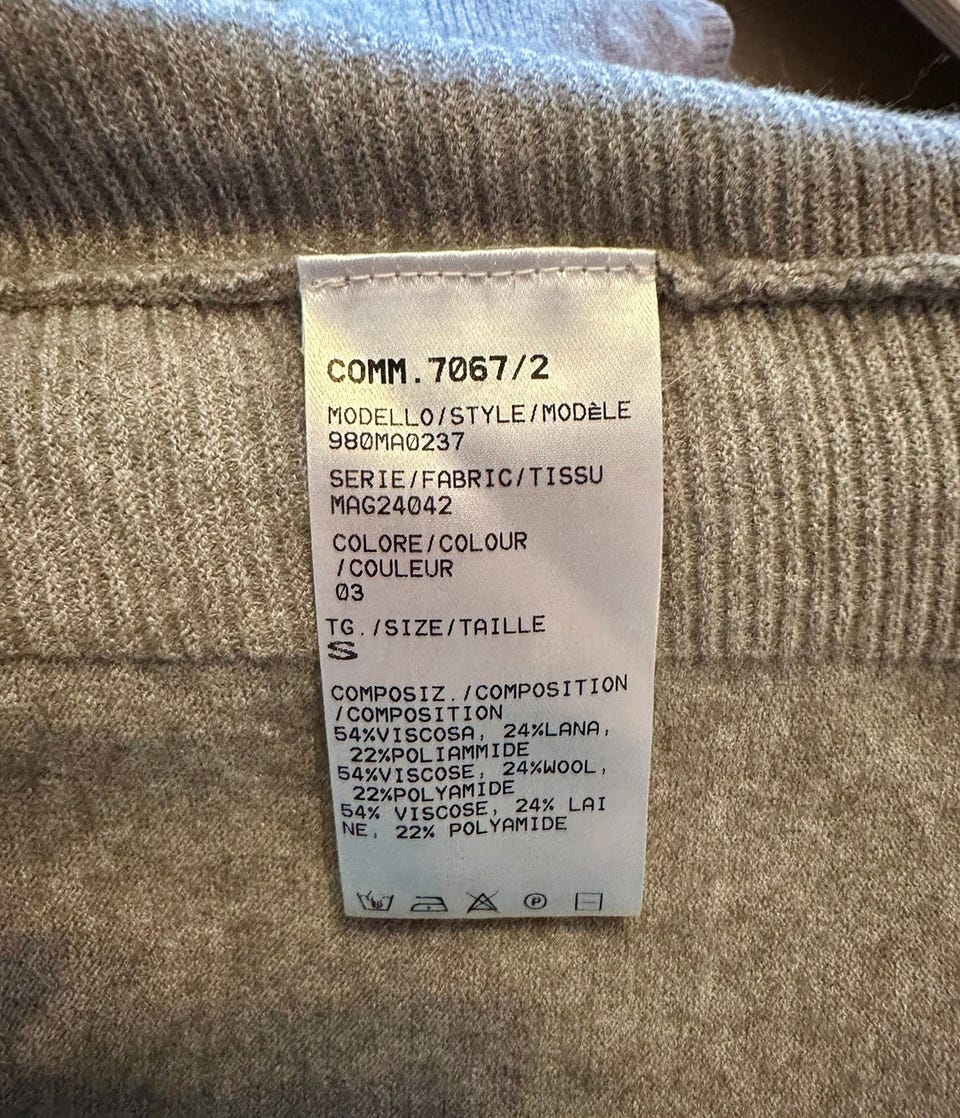 COMM.7067/2
MODELLO/STYLE/MODèLE
980MA0237
SERIE/FABRIC/TISSU
MAG24042
COLORE/COLOUR
/COULEUR
03
TG./SIZE/TAILLE
S
COMPOSIZ./COMPOSITION
/COMPOSITION
54%VISCOSA, 24%LANA,
22%POLIAMMIDE
54%VISCOSE, 24%WOOL,
22%POLYAMIDE
54% VISCOSE, 24% LAI
NE, 22% POLYAMIDE
P